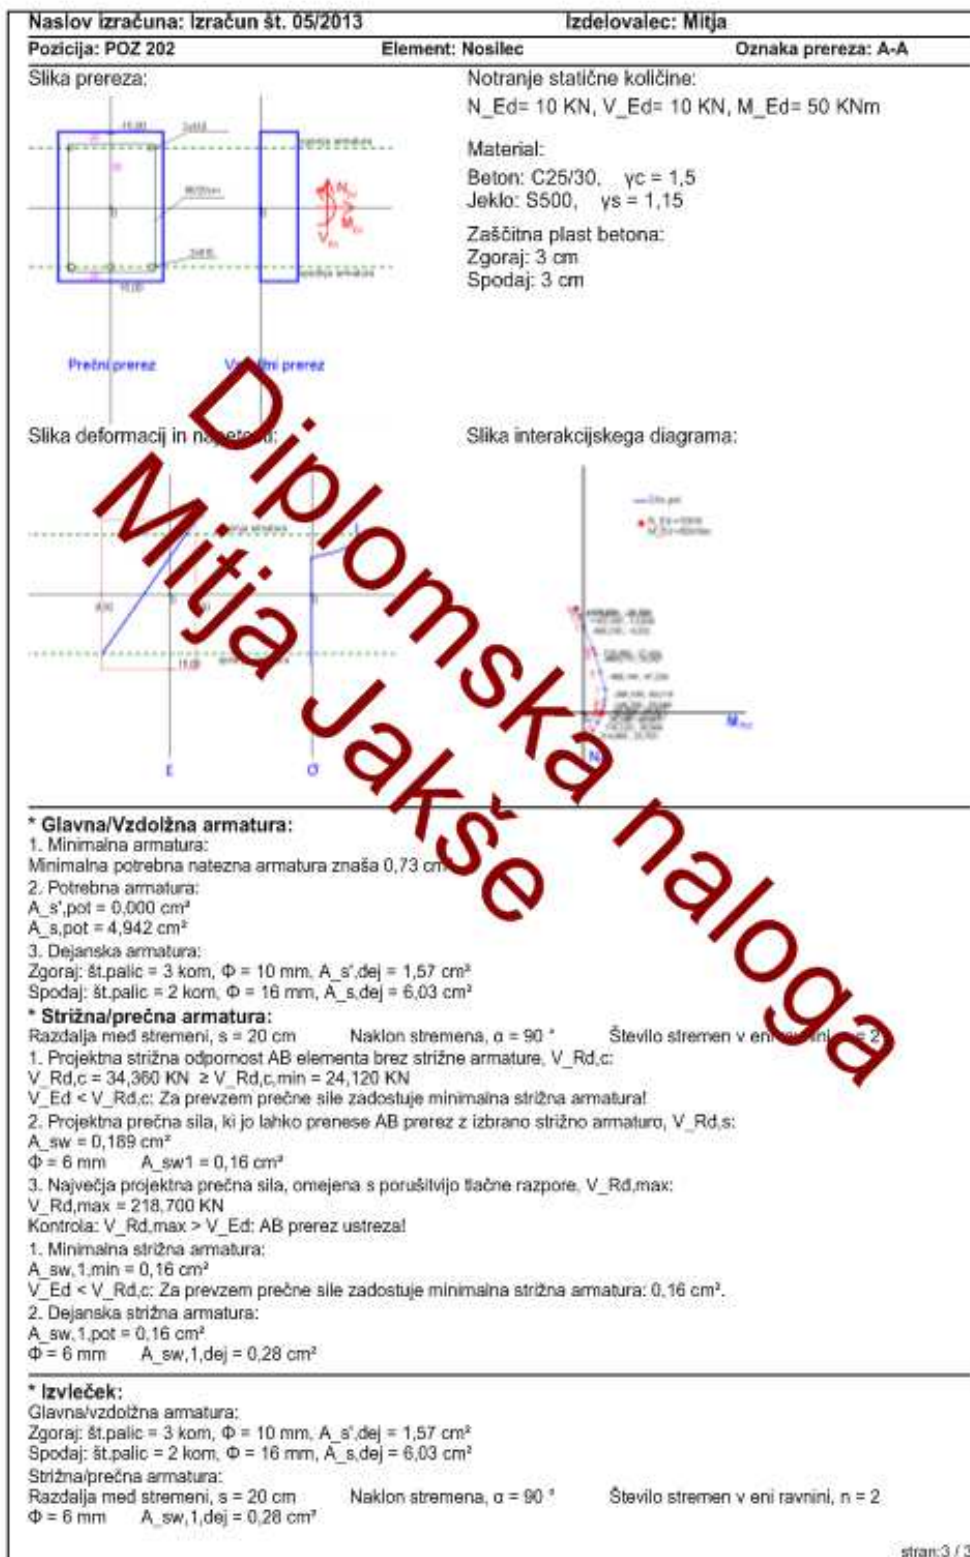 Naslov izračuna: Izračun št. 05/2013 Izdelovalec: Mitja
Pozicija: POZ 202 Element: Nosilec Oznaka prereza: A-A
Slika prereza:
Notranje statične količine:
N_Ed= 10 KN, V_Ed= 10 KN, M_Ed= 50 KNm
Material:
Beton: C25/30, γc = 1,5
Jeklo: S500, γs = 1,15
Zaščitna plast betona:
Zgoraj: 3 cm
Spodaj: 3 cm
Prečni prerez
prerez
Slika deformacij in
Slika interakcijskega diagrama:
ε
σ
Diplomska naloga
Mitja Jakše
* Glavna/Vzdolžna armatura:
1. Minimalna armatura:
Minimalna potrebna natezna armatura znaša 0,73 cm
2. Potrebna armatura:
A_s',pot = 0,000 cm²
A_s,pot = 4,942 cm²
3. Dejanska armatura:
Zgoraj: št.palic = 3 kom, Φ = 10 mm, A_s',dej = 1,57 cm²
Spodaj: št.palic = 2 kom, Φ = 16 mm, A_s,dej = 6,03 cm²
* Strižna/prečna armatura:
Razdalja med stremeni, s = 20 cm Naklon stremena, α = 90 ° Število stremen v eni ravnini, n = 2
1. Projektna strižna odpornost AB elementa brez strižne armature, V_Rd,c:
V_Rd,c = 34,360 KN ≥ V_Rd,c,min = 24,120 KN
V_Ed < V_Rd,c: Za prevzem prečne sile zadostuje minimalna strižna armatura!
2. Projektna prečna sila, ki jo lahko prenese AB prerez z izbrano strižno armaturo, V_Rd,s:
A_sw = 0,189 cm²
Φ = 6 mm A_sw1 = 0,16 cm²
3. Največja projektna prečna sila, omejena s porušitvijo tlačne razpore, V_Rd,max:
V_Rd,max = 218,700 KN
Kontrola: V_Rd,max > V_Ed: AB prerez ustreza!
1. Minimalna strižna armatura:
A_sw,1,min = 0,16 cm²
V_Ed < V_Rd,c: Za prevzem prečne sile zadostuje minimalna strižna armatura: 0,16 cm².
2. Dejanska strižna armatura:
A_sw,1,pot = 0,16 cm²
Φ = 6 mm A_sw,1,dej = 0,28 cm²
* Izvleček:
Glavna/vzdolžna armatura:
Zgoraj: št.palic = 3 kom, Φ = 10 mm, A_s',dej = 1,57 cm²
Spodaj: št.palic = 2 kom, Φ = 16 mm, A_s,dej = 6,03 cm²
Strižna/prečna armatura:
Razdalja med stremeni, s = 20 cm Naklon stremena, α = 90 ° Število stremen v eni ravnini, n = 2
Φ = 6 mm A_sw,1,dej = 0,28 cm²
stran:3 / 3